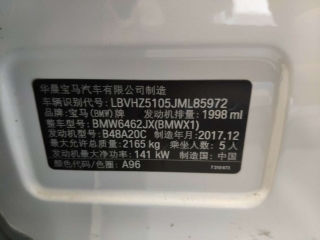 华晨宝马汽车有限公司制造
车辆识别代号: LBVHZ5105JML85972
品牌: 宝马(BMW)牌 发动机排量: 1998 ml
整车型号: BMW6462JX(BMWX1)
发动机型号: B48A20C 制造年月: 2017.12
最大允许总质量: 2165 kg 乘坐人数: 5 人
发动机最大净功率: 141 kW 制造国: 中国
颜色代号/色圈: A96